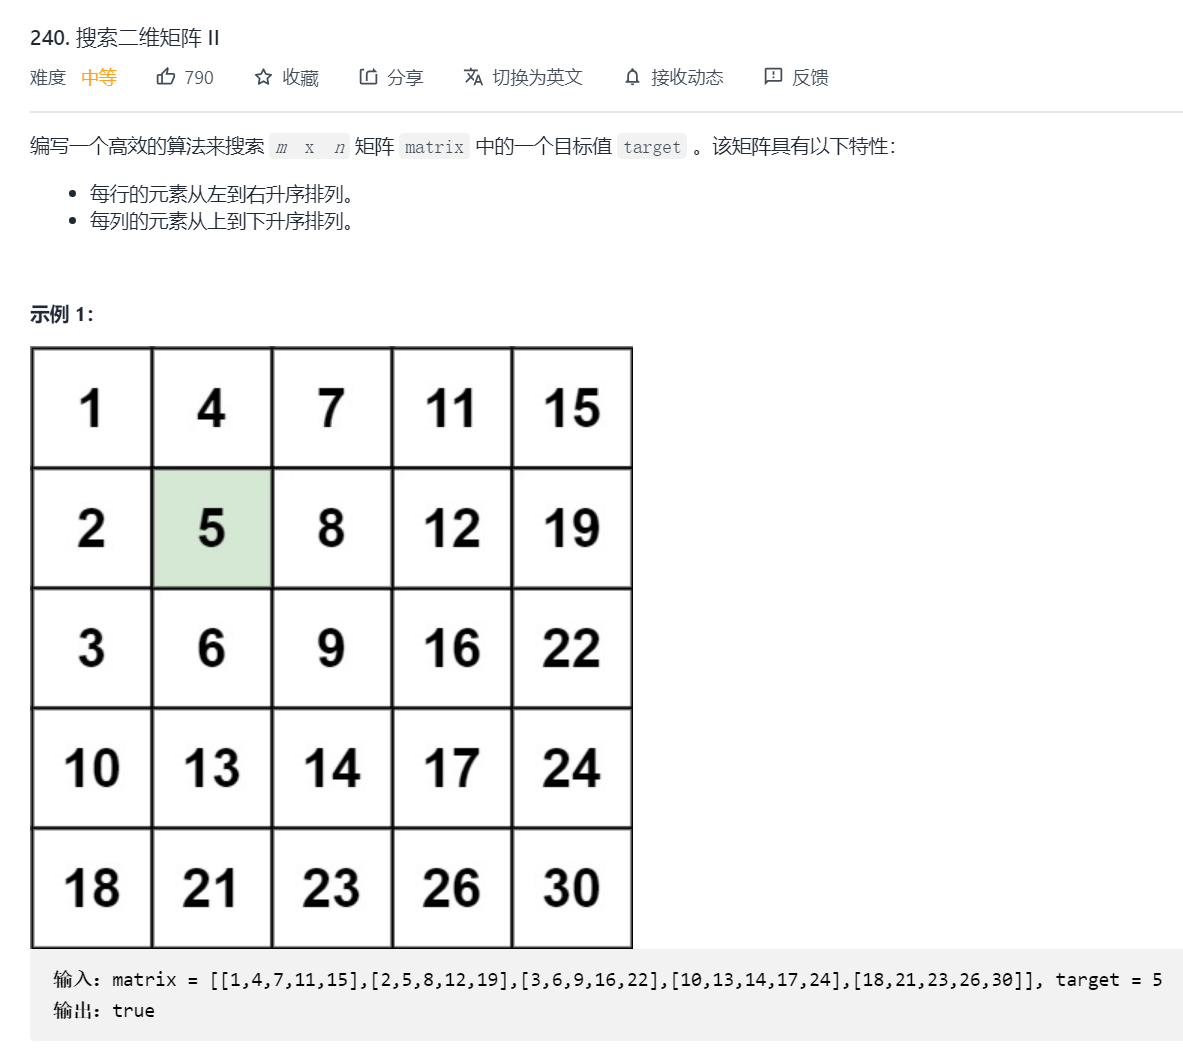 240. 搜索二维矩阵 II
难度 中等 790 收藏 分享 切换为英文 接收动态 反馈
编写一个高效的算法来搜索 m x n 矩阵 matrix 中的一个目标值 target 。该矩阵具有以下特性：
每行的元素从左到右升序排列。
每列的元素从上到下升序排列。
示例 1：
1 4 7 11 15
2 5 8 12 19
3 6 9 16 22
10 13 14 17 24
18 21 23 26 30
输入：matrix = [[1,4,7,11,15],[2,5,8,12,19],[3,6,9,16,22],[10,13,14,17,24],[18,21,23,26,30]], target = 5
输出：true